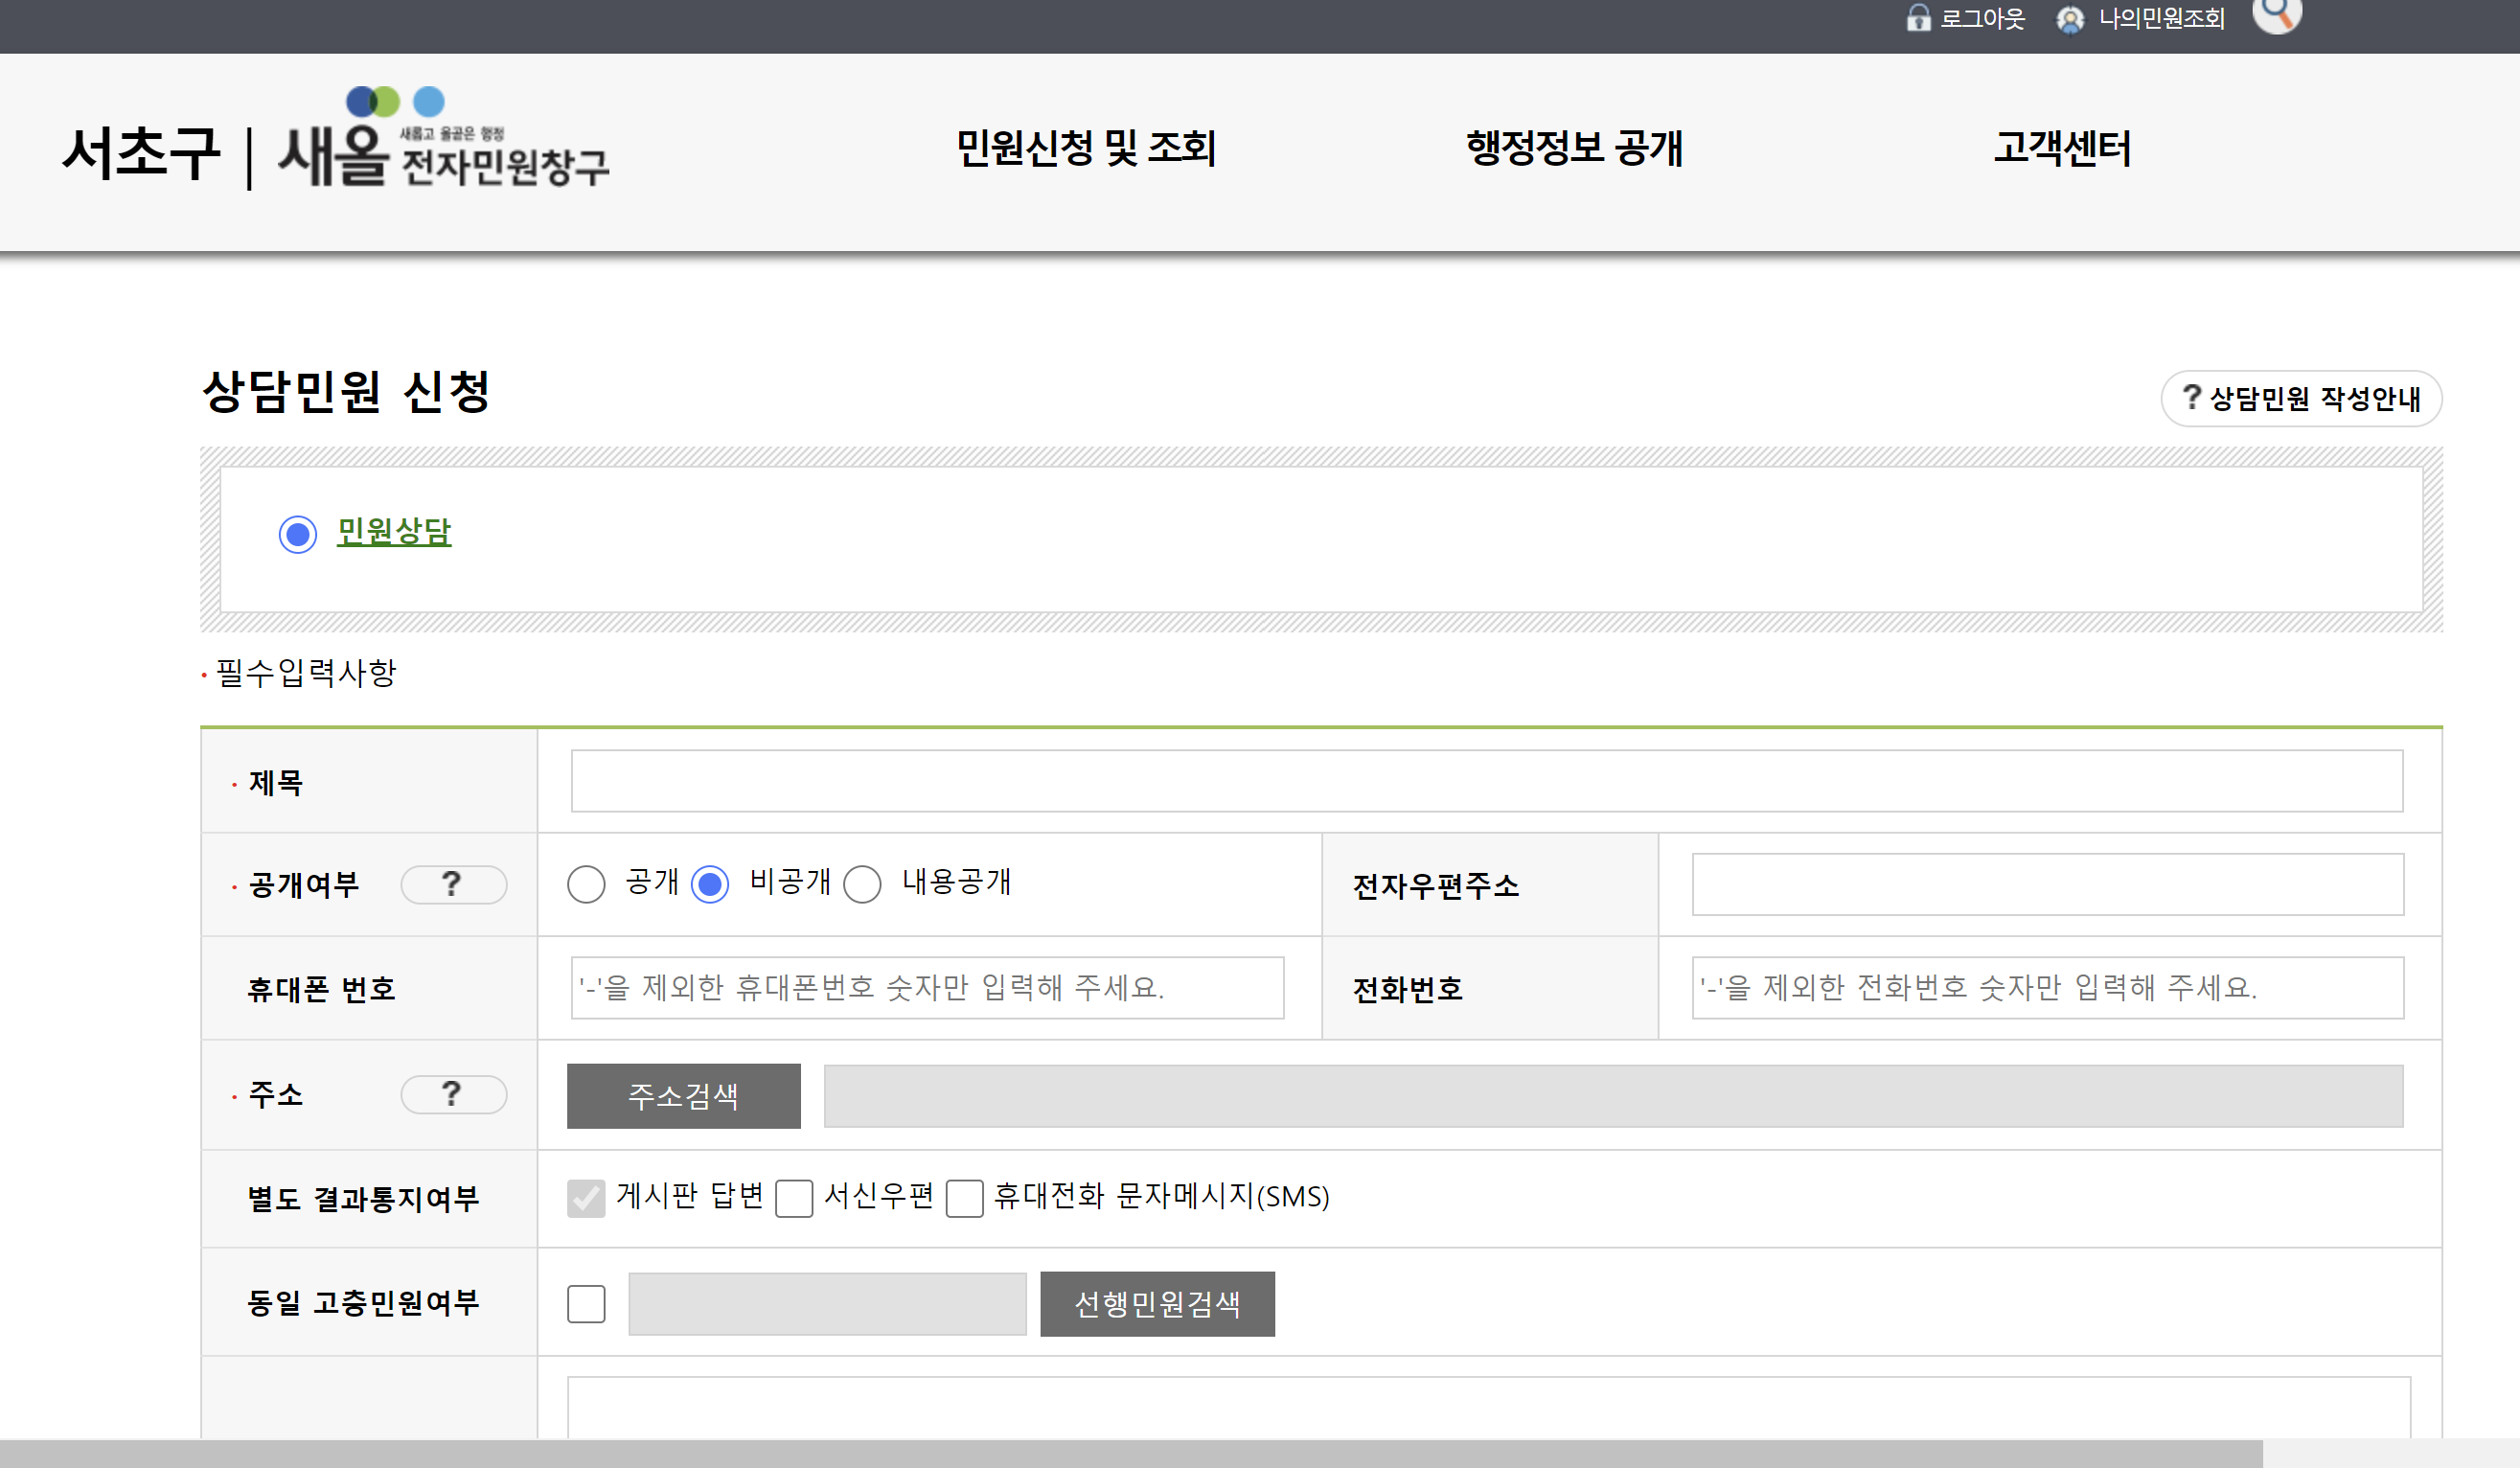 로그아웃 나의민원조회
서초구 | 새올 새롭고 올곧은 행정 전자민원창구
민원신청 및 조회 행정정보 공개 고객센터
상담민원 신청
? 상담민원 작성안내
민원상담
· 필수입력사항
· 제목
· 공개여부 ? 공개 비공개 내용공개 전자우편주소
휴대폰 번호 '-'을 제외한 휴대폰번호 숫자만 입력해 주세요. 전화번호 '-'을 제외한 전화번호 숫자만 입력해 주세요.
· 주소 ? 주소검색
별도 결과통지여부 게시판 답변 서신우편 휴대전화 문자메시지(SMS)
동일 고충민원여부 선행민원검색